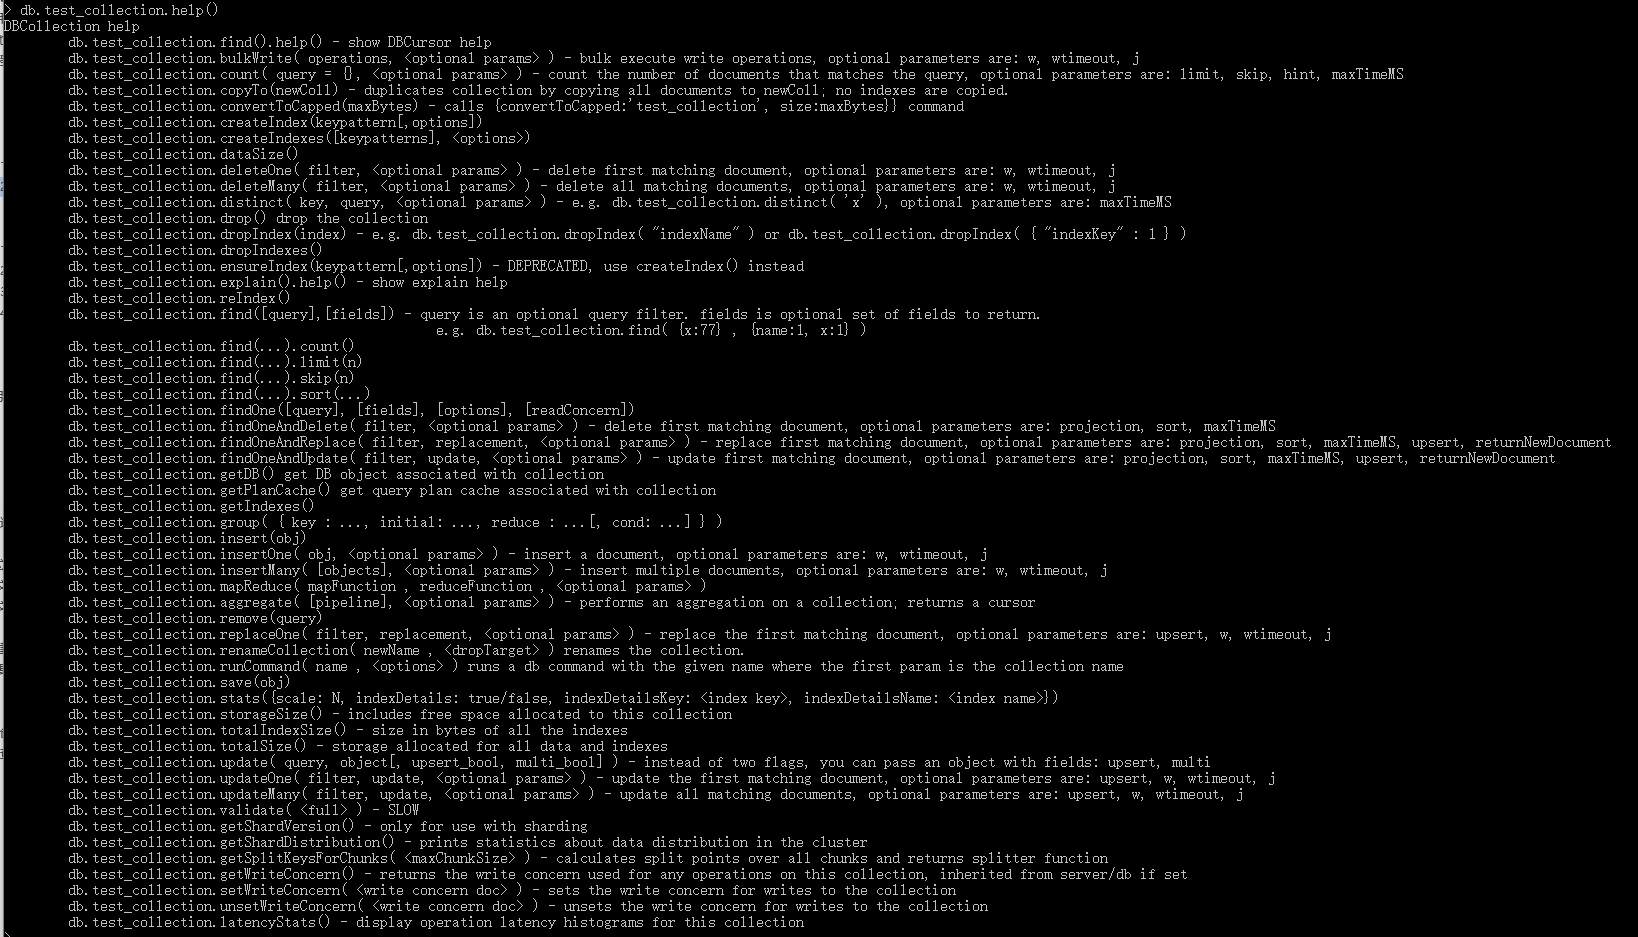 > db.test_collection.help()
DBCollection help
db.test_collection.find().help() - show DBCursor help
db.test_collection.bulkWrite( operations, <optional params> ) - bulk execute write operations, optional parameters are: w, wtimeout, j
db.test_collection.count( query = {}, <optional params> ) - count the number of documents that matches the query, optional parameters are: limit, skip, hint, maxTimeMS
db.test_collection.copyTo(newColl) - duplicates collection by copying all documents to newColl; no indexes are copied.
db.test_collection.convertToCapped(maxBytes) - calls {convertToCapped:'test_collection', size:maxBytes}} command
db.test_collection.createIndex(keypattern[,options])
db.test_collection.createIndexes([keypatterns], <options>)
db.test_collection.dataSize()
db.test_collection.deleteOne( filter, <optional params> ) - delete first matching document, optional parameters are: w, wtimeout, j
db.test_collection.deleteMany( filter, <optional params> ) - delete all matching documents, optional parameters are: w, wtimeout, j
db.test_collection.distinct( key, query, <optional params> ) - e.g. db.test_collection.distinct( 'x' ), optional parameters are: maxTimeMS
db.test_collection.drop() drop the collection
db.test_collection.dropIndex(index) - e.g. db.test_collection.dropIndex( "indexName" ) or db.test_collection.dropIndex( { "indexKey" : 1 } )
db.test_collection.dropIndexes()
db.test_collection.ensureIndex(keypattern[,options]) - DEPRECATED, use createIndex() instead
db.test_collection.explain().help() - show explain help
db.test_collection.reIndex()
db.test_collection.find([query],[fields]) - query is an optional query filter. fields is optional set of fields to return.
e.g. db.test_collection.find( {x:77} , {name:1, x:1} )
db.test_collection.find(...).count()
db.test_collection.find(...).limit(n)
db.test_collection.find(...).skip(n)
db.test_collection.find(...).sort(...)
db.test_collection.findOne([query], [fields], [options], [readConcern])
db.test_collection.findOneAndDelete( filter, <optional params> ) - delete first matching document, optional parameters are: projection, sort, maxTimeMS
db.test_collection.findOneAndReplace( filter, replacement, <optional params> ) - replace first matching document, optional parameters are: projection, sort, maxTimeMS, upsert, returnNewDocument
db.test_collection.findOneAndUpdate( filter, update, <optional params> ) - update first matching document, optional parameters are: projection, sort, maxTimeMS, upsert, returnNewDocument
db.test_collection.getDB() get DB object associated with collection
db.test_collection.getPlanCache() get query plan cache associated with collection
db.test_collection.getIndexes()
db.test_collection.group( { key : ..., initial: ..., reduce : ...[, cond: ...] } )
db.test_collection.insert(obj)
db.test_collection.insertOne( obj, <optional params> ) - insert a document, optional parameters are: w, wtimeout, j
db.test_collection.insertMany( [objects], <optional params> ) - insert multiple documents, optional parameters are: w, wtimeout, j
db.test_collection.mapReduce( mapFunction , reduceFunction , <optional params> )
db.test_collection.aggregate( [pipeline], <optional params> ) - performs an aggregation on a collection; returns a cursor
db.test_collection.remove(query)
db.test_collection.replaceOne( filter, replacement, <optional params> ) - replace the first matching document, optional parameters are: upsert, w, wtimeout, j
db.test_collection.renameCollection( newName , <dropTarget> ) renames the collection.
db.test_collection.runCommand( name , <options> ) runs a db command with the given name where the first param is the collection name
db.test_collection.save(obj)
db.test_collection.stats({scale: N, indexDetails: true/false, indexDetailsKey: <index key>, indexDetailsName: <index name>})
db.test_collection.storageSize() - includes free space allocated to this collection
db.test_collection.totalIndexSize() - size in bytes of all the indexes
db.test_collection.totalSize() - storage allocated for all data and indexes
db.test_collection.update( query, object[, upsert_bool, multi_bool] ) - instead of two flags, you can pass an object with fields: upsert, multi
db.test_collection.updateOne( filter, update, <optional params> ) - update the first matching document, optional parameters are: upsert, w, wtimeout, j
db.test_collection.updateMany( filter, update, <optional params> ) - update all matching documents, optional parameters are: upsert, w, wtimeout, j
db.test_collection.validate( <full> ) - SLOW
db.test_collection.getShardVersion() - only for use with sharding
db.test_collection.getShardDistribution() - prints statistics about data distribution in the cluster
db.test_collection.getSplitKeysForChunks( <maxChunkSize> ) - calculates split points over all chunks and returns splitter function
db.test_collection.getWriteConcern() - returns the write concern used for any operations on this collection, inherited from server/db if set
db.test_collection.setWriteConcern( <write concern doc> ) - sets the write concern for writes to the collection
db.test_collection.unsetWriteConcern( <write concern doc> ) - unsets the write concern for writes to the collection
db.test_collection.latencyStats() - display operation latency histograms for this collection